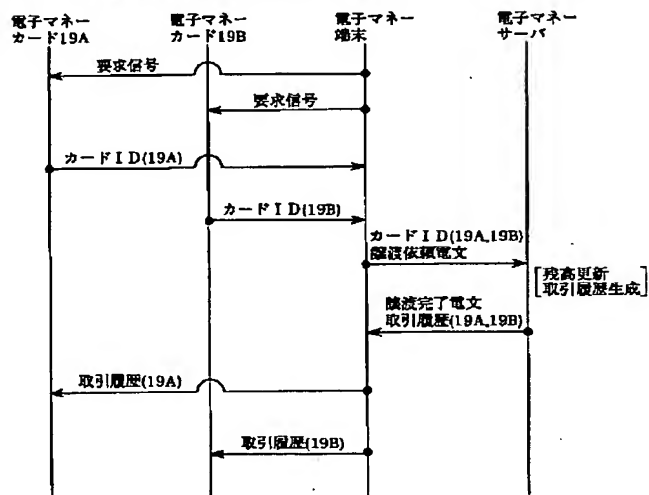 電子マネー
カード19A
電子マネー
カード19B
電子マネー
端末
電子マネー
サーバ
要求信号
要求信号
カードID(19A)
カードID(19B)
カードID(19A,19B)
譲渡依頼電文
残高更新
取引履歴生成
譲渡完了電文
取引履歴(19A,19B)
取引履歴(19A)
取引履歴(19B)